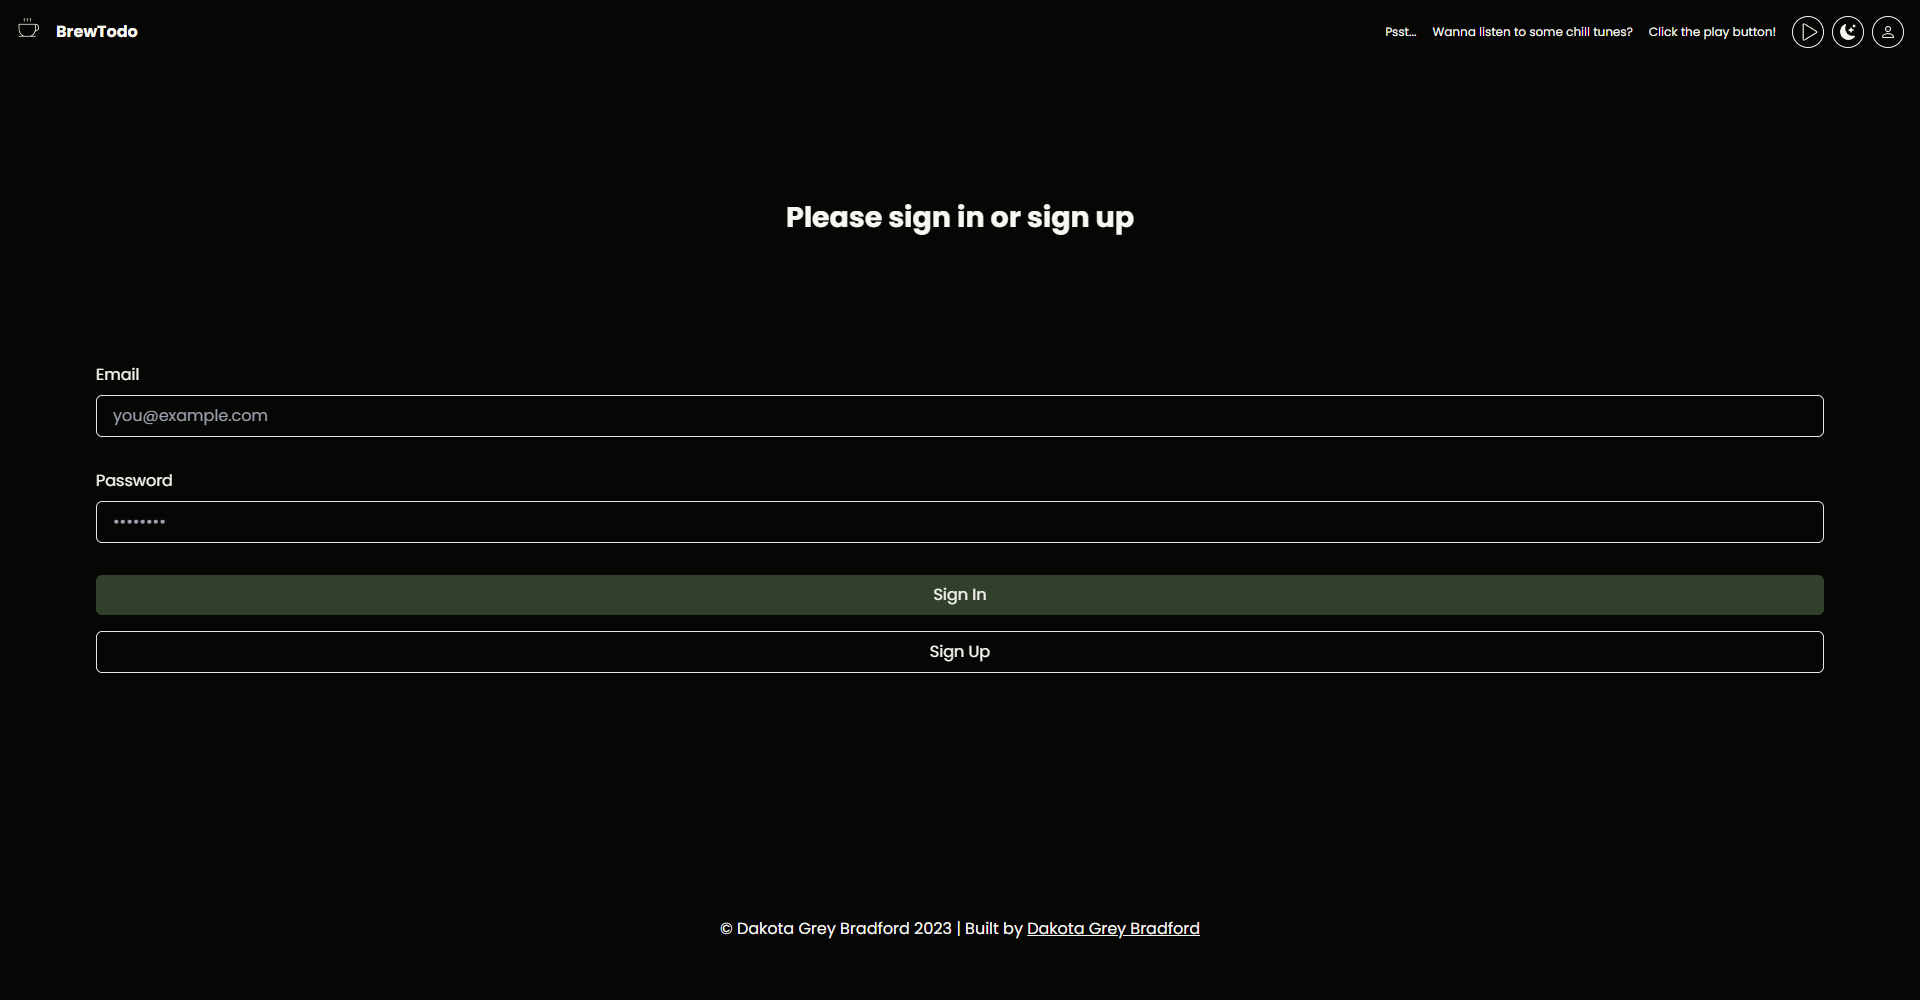 BrewTodo
Psst... Wanna listen to some chill tunes? Click the play button!
Please sign in or sign up
Email
you@example.com
Password
••••••••
Sign In
Sign Up
© Dakota Grey Bradford 2023 | Built by Dakota Grey Bradford